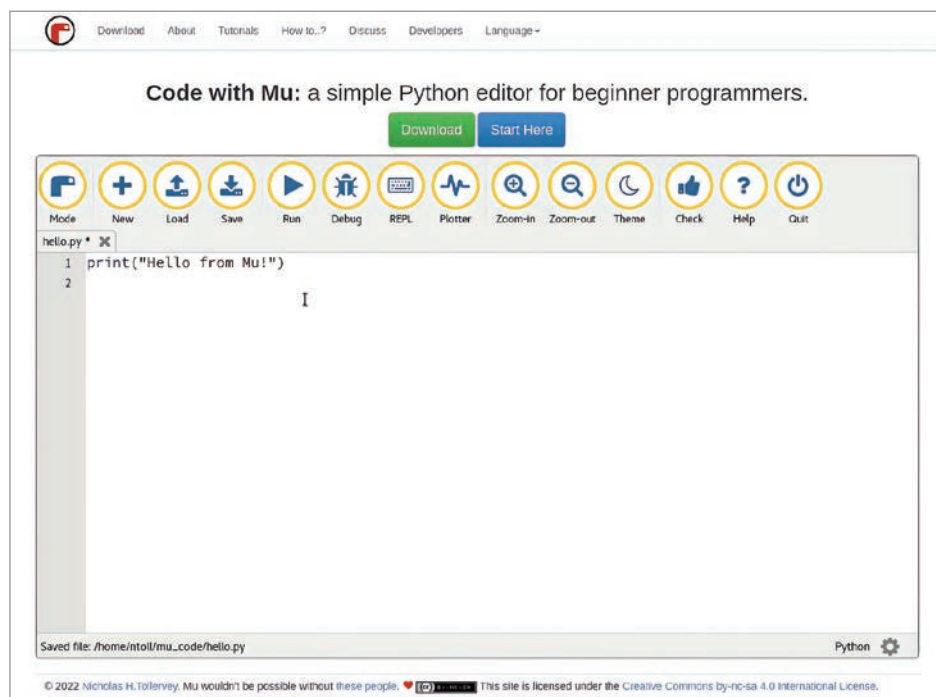 Download About Tutorials How to..? Discuss Developers Language
Code with Mu: a simple Python editor for beginner programmers.
Download Start Here
Mode New Load Save Run Debug REPL Plotter Zoom-in Zoom-out Theme Check Help Quit
hello.py *
1 print("Hello from Mu!")
2
Saved file: /home/ntoll/mu_code/hello.py Python
© 2022 Nicholas H.Tollervey. Mu wouldn't be possible without these people. This site is licensed under the Creative Commons by-nc-sa 4.0 International License.